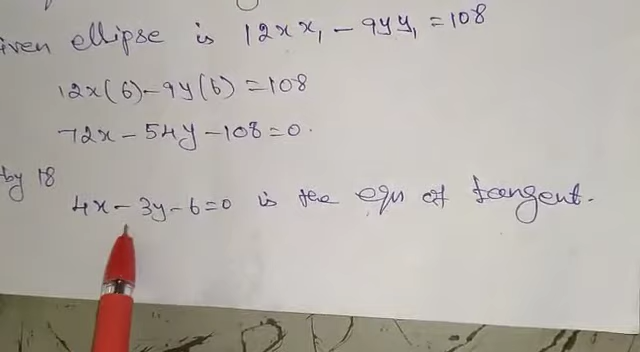 iven ellipse is 12xx₁ - 9yy₁ = 108
12x(6) - 9y(6) = 108
72x - 54y - 108 = 0.
by 18
4x - 3y - 6 = 0 is the eqn of tangent.